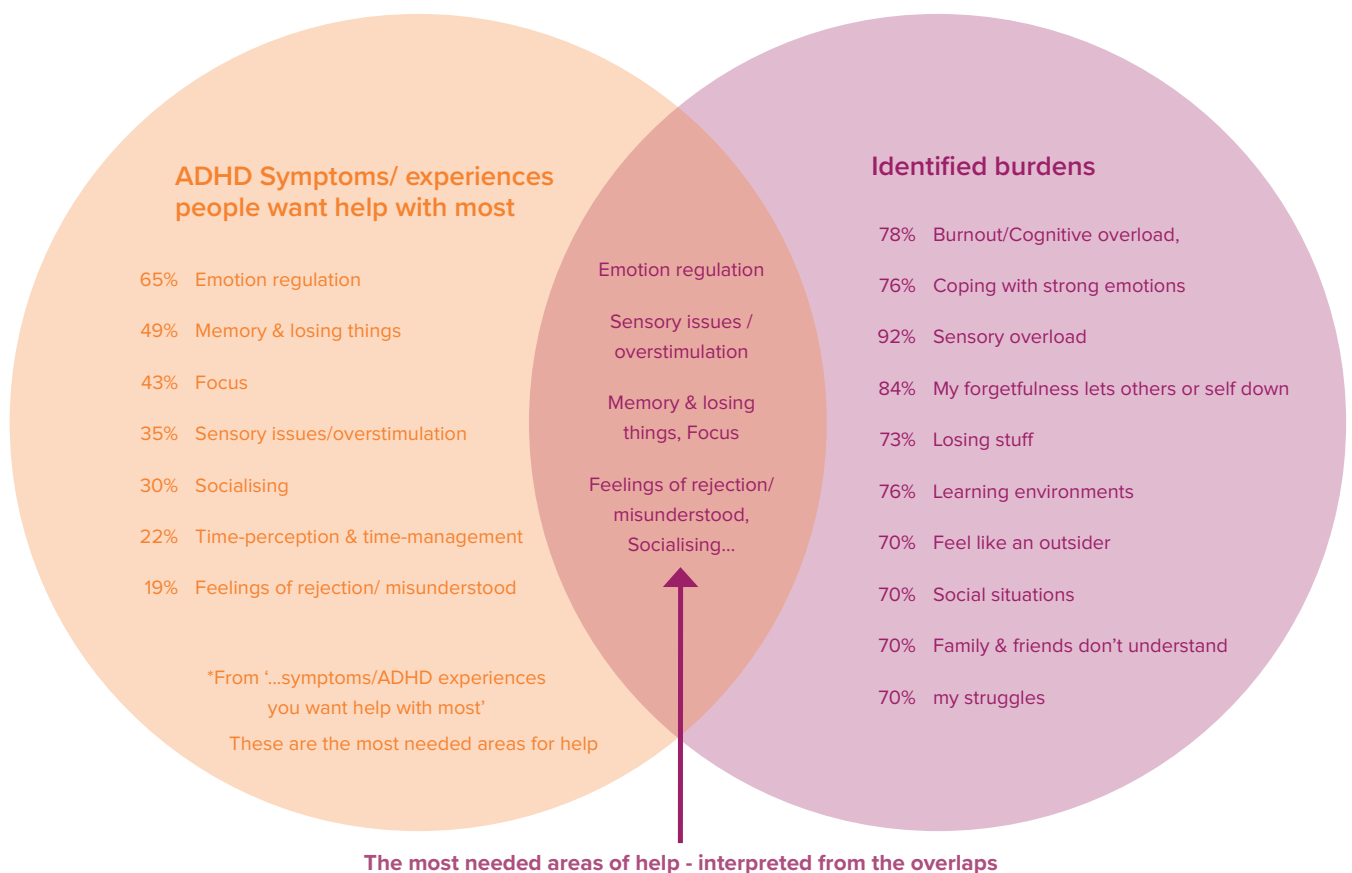 ADHD Symptoms/ experiences
people want help with most
65% Emotion regulation
49% Memory & losing things
43% Focus
35% Sensory issues/overstimulation
30% Socialising
22% Time-perception & time-management
19% Feelings of rejection/ misunderstood
*From ‘...symptoms/ADHD experiences
you want help with most’
These are the most needed areas for help
Emotion regulation
Sensory issues /
overstimulation
Memory & losing
things, Focus
Feelings of rejection/
misunderstood,
Socialising...
Identified burdens
78% Burnout/Cognitive overload,
76% Coping with strong emotions
92% Sensory overload
84% My forgetfulness lets others or self down
73% Losing stuff
76% Learning environments
70% Feel like an outsider
70% Social situations
70% Family & friends don’t understand
70% my struggles
The most needed areas of help - interpreted from the overlaps